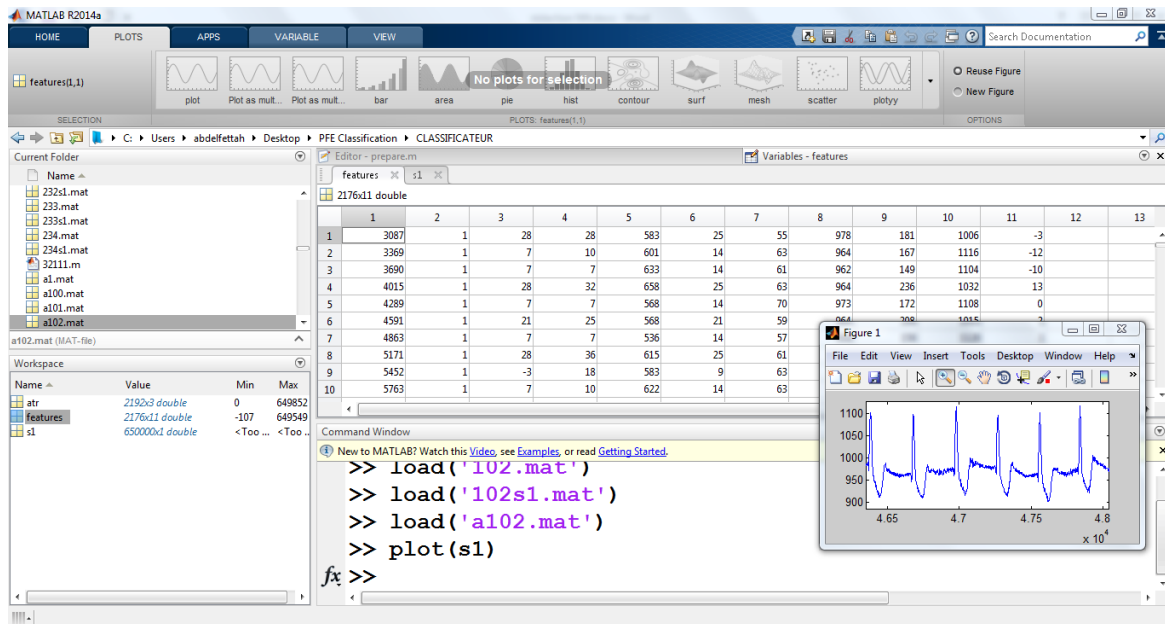 MATLAB R2014a
HOME PLOTS APPS VARIABLE VIEW Search Documentation
features(1,1)
No plots for selection
plot Plot as mult... Plot as mult... bar area pie hist contour surf mesh scatter plotyy
Reuse Figure
New Figure
SELECTION PLOTS: features(1,1) OPTIONS
C: Users abdelfettah Desktop PFE Classification CLASSIFICATEUR
Current Folder
Name
232s1.mat
233.mat
233s1.mat
234.mat
234s1.mat
32111.m
a1.mat
a100.mat
a101.mat
a102.mat
a102.mat (MAT-file)
Workspace
Name Value Min Max
atr 2192x3 double 0 649852
features 2176x11 double -107 649549
s1 650000x1 double <Too ... <Too ...
Editor - prepare.m Variables - features
features s1
2176x11 double
1 2 3 4 5 6 7 8 9 10 11 12 13
1 3087 1 28 28 583 25 55 978 181 1006 -3
2 3369 1 7 10 601 14 63 964 167 1116 -12
3 3690 1 7 7 633 14 61 962 149 1104 -10
4 4015 1 28 32 658 25 63 964 236 1032 13
5 4289 1 7 7 568 14 70 973 172 1108 0
6 4591 1 21 25 568 21 59
7 4863 1 7 7 536 14 57
8 5171 1 28 36 615 25 61
9 5452 1 -3 18 583 9 63
10 5763 1 7 10 622 14 63
Command Window
New to MATLAB? Watch this Video, see Examples, or read Getting Started.
>> load('102.mat')
>> load('102s1.mat')
>> load('a102.mat')
>> plot(s1)
fx >>
Figure 1
File Edit View Insert Tools Desktop Window Help
1100
1050
1000
950
900
4.65 4.7 4.75 4.8
x 10^4